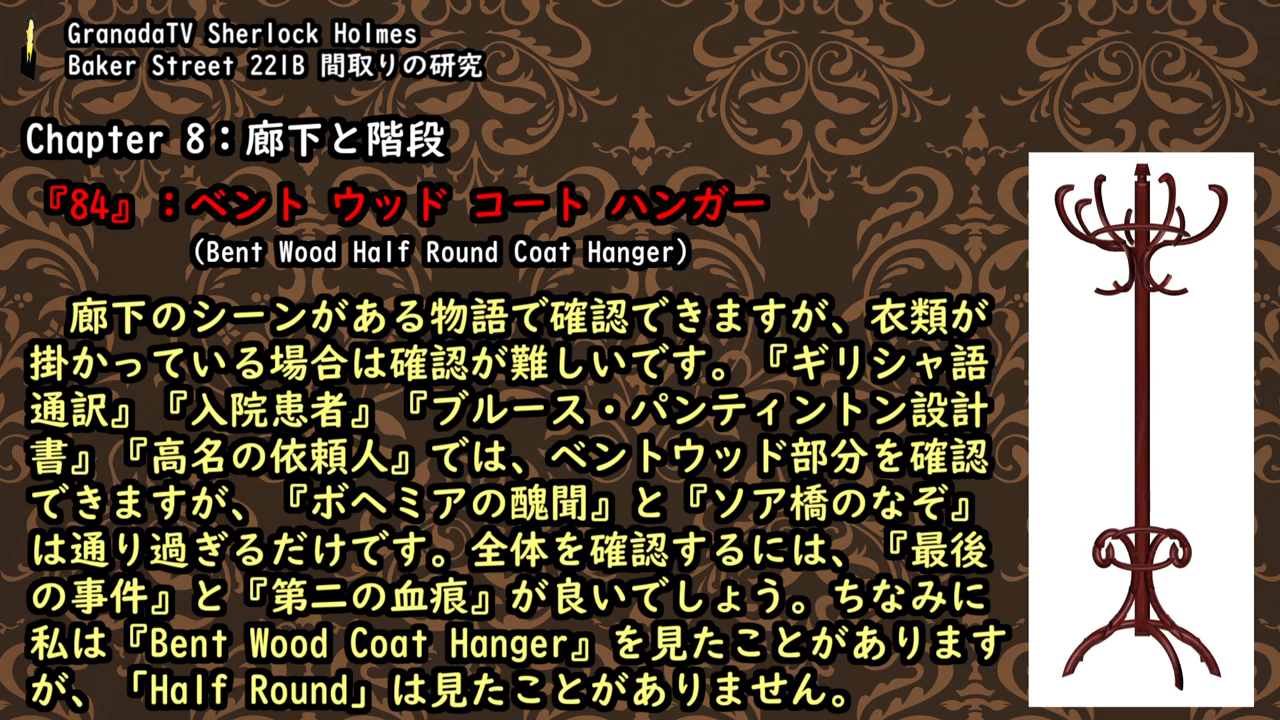 GranadaTV Sherlock Holmes
Baker Street 221B 間取りの研究
Chapter 8：廊下と階段
『84』：ベント ウッド コート ハンガー
(Bent Wood Half Round Coat Hanger)
廊下のシーンがある物語で確認できますが、衣類が
掛かっている場合は確認が難しいです。『ギリシャ語
通訳』『入院患者』『ブルース・パンティントン設計
書』『高名の依頼人』では、ベントウッド部分を確認
できますが、『ボヘミアの醜聞』と『ソア橋のなぞ』
は通り過ぎるだけです。全体を確認するには、『最後
の事件』と『第二の血痕』が良いでしょう。ちなみに
私は『Bent Wood Coat Hanger』を見たことがあります
が、「Half Round」は見たことがありません。